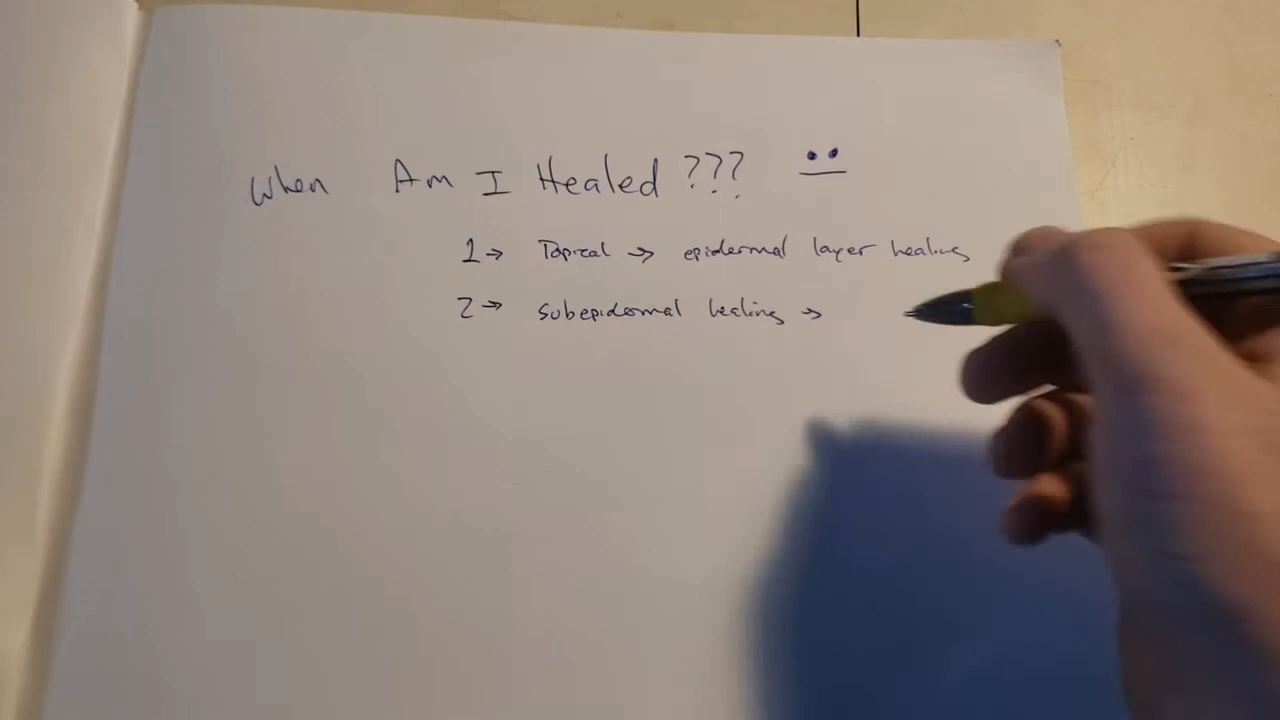 When Am I Healed ???
1 → Topical → epidermal layer healing
2 → subepidermal healing →